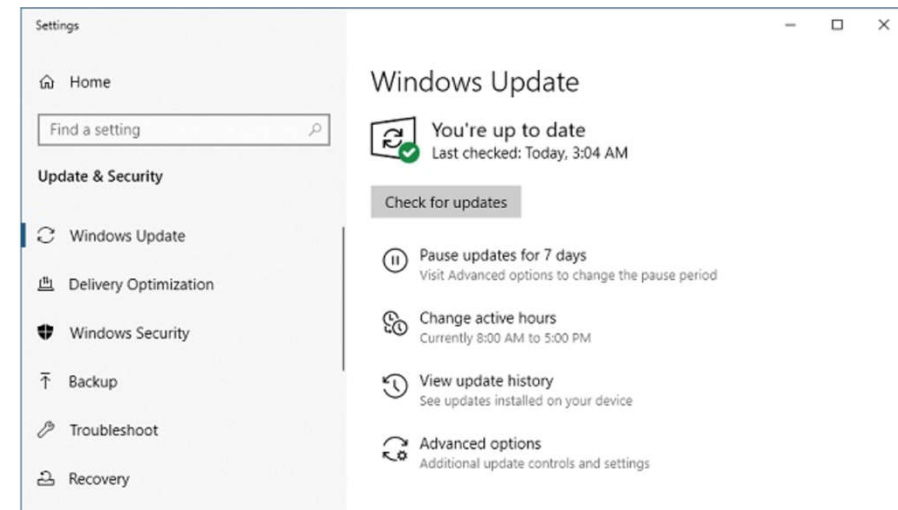 Settings
Home
Find a setting
Update & Security
Windows Update
Delivery Optimization
Windows Security
Backup
Troubleshoot
Recovery
Windows Update
You're up to date
Last checked: Today, 3:04 AM
Check for updates
Pause updates for 7 days
Visit Advanced options to change the pause period
Change active hours
Currently 8:00 AM to 5:00 PM
View update history
See updates installed on your device
Advanced options
Additional update controls and settings